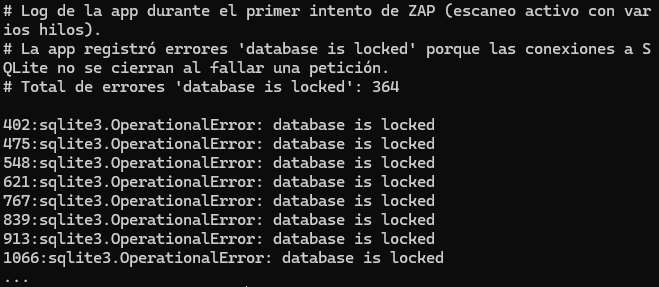 # Log de la app durante el primer intento de ZAP (escaneo activo con var
ios hilos).
# La app registró errores 'database is locked' porque las conexiones a S
QLite no se cierran al fallar una petición.
# Total de errores 'database is locked': 364

402:sqlite3.OperationalError: database is locked
475:sqlite3.OperationalError: database is locked
548:sqlite3.OperationalError: database is locked
621:sqlite3.OperationalError: database is locked
767:sqlite3.OperationalError: database is locked
839:sqlite3.OperationalError: database is locked
913:sqlite3.OperationalError: database is locked
1066:sqlite3.OperationalError: database is locked
...